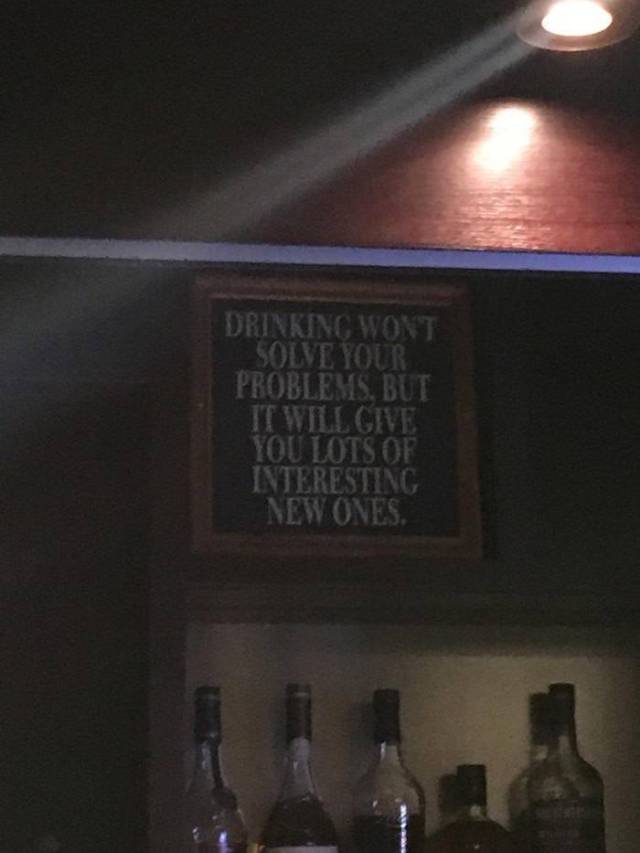 DRINKING WON'T
SOLVE YOUR
PROBLEMS, BUT
IT WILL GIVE
YOU LOTS OF
INTERESTING
NEW ONES.